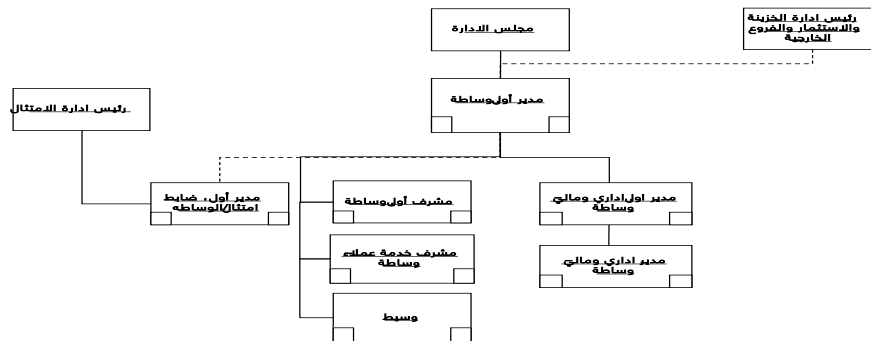 مجلس الادارة
رئيس ادارة الخزينة
والاستثمار والفروع
الخارجية
مدير أول وساطة
رئيس ادارة الامتثال
مدير أول، ضابط
امتثال/الوساطه
مشرف أول وساطة
مدير اول اداري ومالي
وساطة
مشرف خدمة عملاء
وساطة
مدير اداري ومالي
وساطة
وسيط